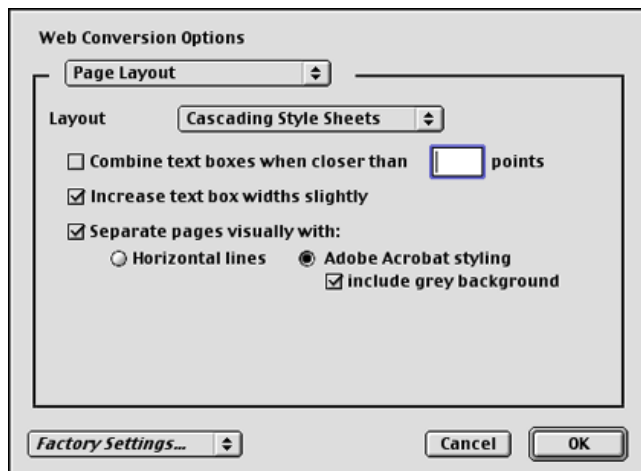 Web Conversion Options
Page Layout
Layout Cascading Style Sheets
Combine text boxes when closer than points
Increase text box widths slightly
Separate pages visually with:
Horizontal lines Adobe Acrobat styling
include grey background
Factory Settings... Cancel OK